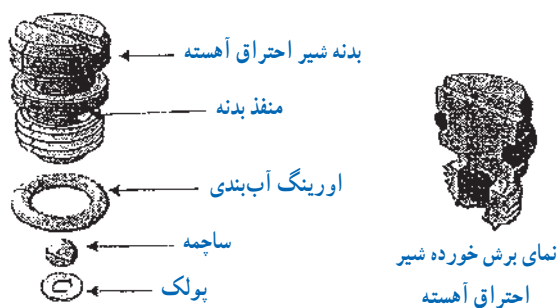 بدنه شیر احتراق آهسته
منفذ بدنه
اورینگ آب‌بندی
ساچمه
پولک
نمای برش خورده شیر
احتراق آهسته